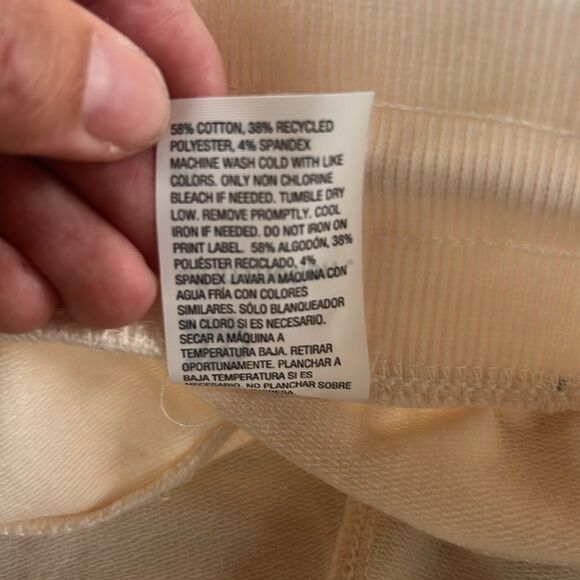 58% COTTON, 38% RECYCLED
POLYESTER, 4% SPANDEX
MACHINE WASH COLD WITH LIKE
COLORS. ONLY NON CHLORINE
BLEACH IF NEEDED. TUMBLE DRY
LOW. REMOVE PROMPTLY. COOL
IRON IF NEEDED. DO NOT IRON ON
PRINT LABEL. 58% ALGODÓN, 38%
POLIÉSTER RECICLADO, 4%
SPANDEX LAVAR A MÁQUINA CON
AGUA FRÍA CON COLORES
SIMILARES. SÓLO BLANQUEADOR
SIN CLORO SI ES NECESARIO.
SECAR A MÁQUINA A
TEMPERATURA BAJA. RETIRAR
OPORTUNAMENTE. PLANCHAR A
BAJA TEMPERATURA SI ES
NECESARIO. NO PLANCHAR SOBRE